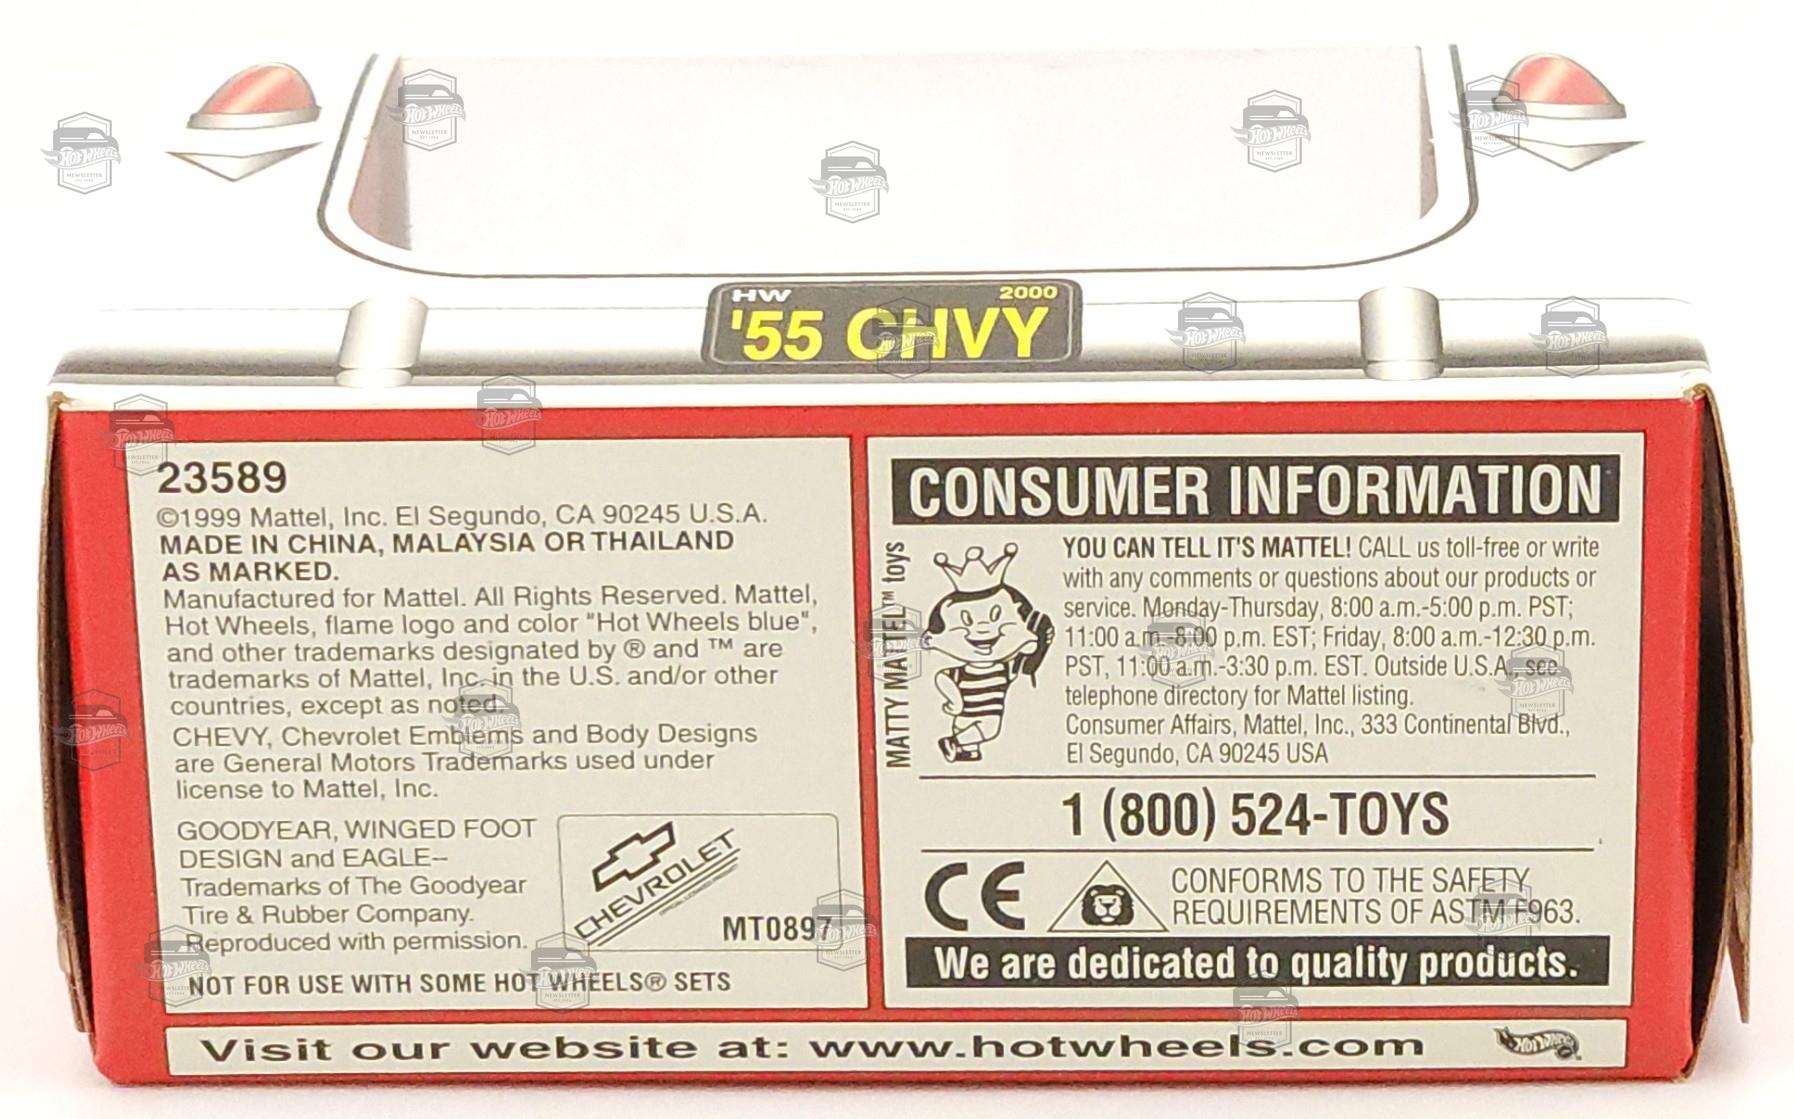 HW 2000
'55 CHVY
23589
©1999 Mattel, Inc. El Segundo, CA 90245 U.S.A.
MADE IN CHINA, MALAYSIA OR THAILAND
AS MARKED.
Manufactured for Mattel. All Rights Reserved. Mattel,
Hot Wheels, flame logo and color "Hot Wheels blue",
and other trademarks designated by ® and ™ are
trademarks of Mattel, Inc. in the U.S. and/or other
countries, except as noted.
CHEVY, Chevrolet Emblems and Body Designs
are General Motors Trademarks used under
license to Mattel, Inc.
GOODYEAR, WINGED FOOT
DESIGN and EAGLE--
Trademarks of The Goodyear
Tire & Rubber Company.
Reproduced with permission.
CHEVROLET
MT0897
NOT FOR USE WITH SOME HOT WHEELS® SETS
CONSUMER INFORMATION
MATTY MATTEL™ toys
YOU CAN TELL IT'S MATTEL! CALL us toll-free or write
with any comments or questions about our products or
service. Monday-Thursday, 8:00 a.m.-5:00 p.m. PST;
11:00 a.m.-8:00 p.m. EST; Friday, 8:00 a.m.-12:30 p.m.
PST, 11:00 a.m.-3:30 p.m. EST. Outside U.S.A., see
telephone directory for Mattel listing.
Consumer Affairs, Mattel, Inc., 333 Continental Blvd.,
El Segundo, CA 90245 USA
1 (800) 524-TOYS
CE
CONFORMS TO THE SAFETY
REQUIREMENTS OF ASTM F963.
We are dedicated to quality products.
Visit our website at: www.hotwheels.com
Hot Wheels
Hot Wheels
NEWSLETTER